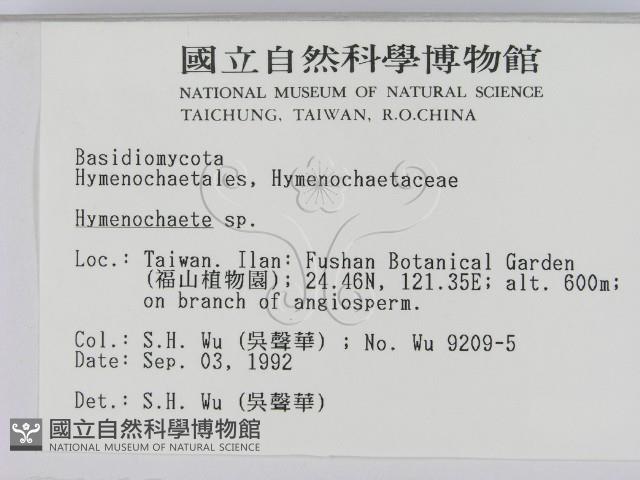 國立自然科學博物館
NATIONAL MUSEUM OF NATURAL SCIENCE
TAICHUNG, TAIWAN, R.O.CHINA
Basidiomycota
Hymenochaetales, Hymenochaetaceae
Hymenochaete sp.
Loc.: Taiwan. Ilan: Fushan Botanical Garden
(福山植物園); 24.46N, 121.35E; alt. 600m;
on branch of angiosperm.
Col.: S.H. Wu (吳聲華) ; No. Wu 9209-5
Date: Sep. 03, 1992
Det.: S.H. Wu (吳聲華)
國立自然科學博物館
NATIONAL MUSEUM OF NATURAL SCIENCE